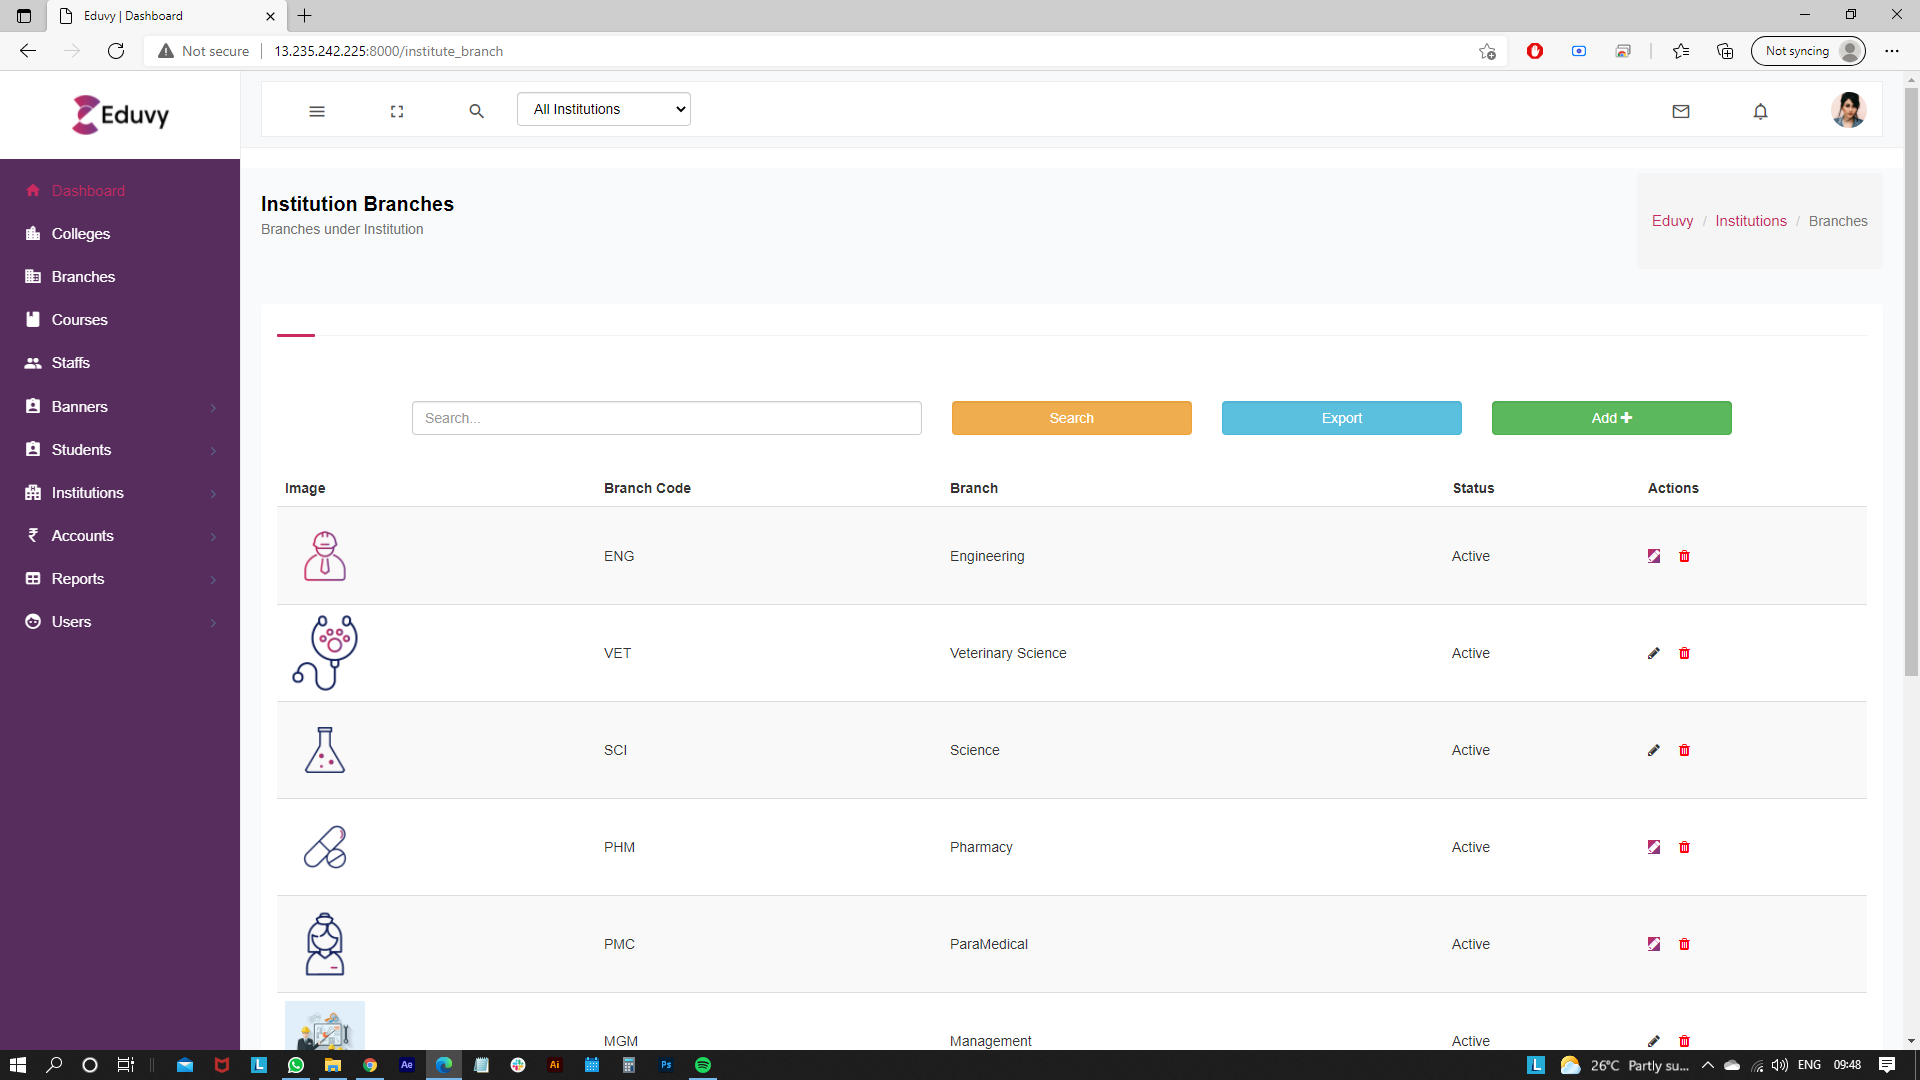 Eduvy | Dashboard
Not secure
13.235.242.225:8000/institute_branch
Not syncing
Eduvy
All Institutions
Dashboard
Colleges
Branches
Courses
Staffs
Banners
Students
Institutions
Accounts
Reports
Users
Institution Branches
Branches under Institution
Eduvy / Institutions / Branches
Search...
Search
Export
Add
Image Branch Code Branch Status Actions
ENG Engineering Active
VET Veterinary Science Active
SCI Science Active
PHM Pharmacy Active
PMC ParaMedical Active
MGM Management Active
L
Ae
Ai
Ps
L
26°C Partly su...
ENG
09:48